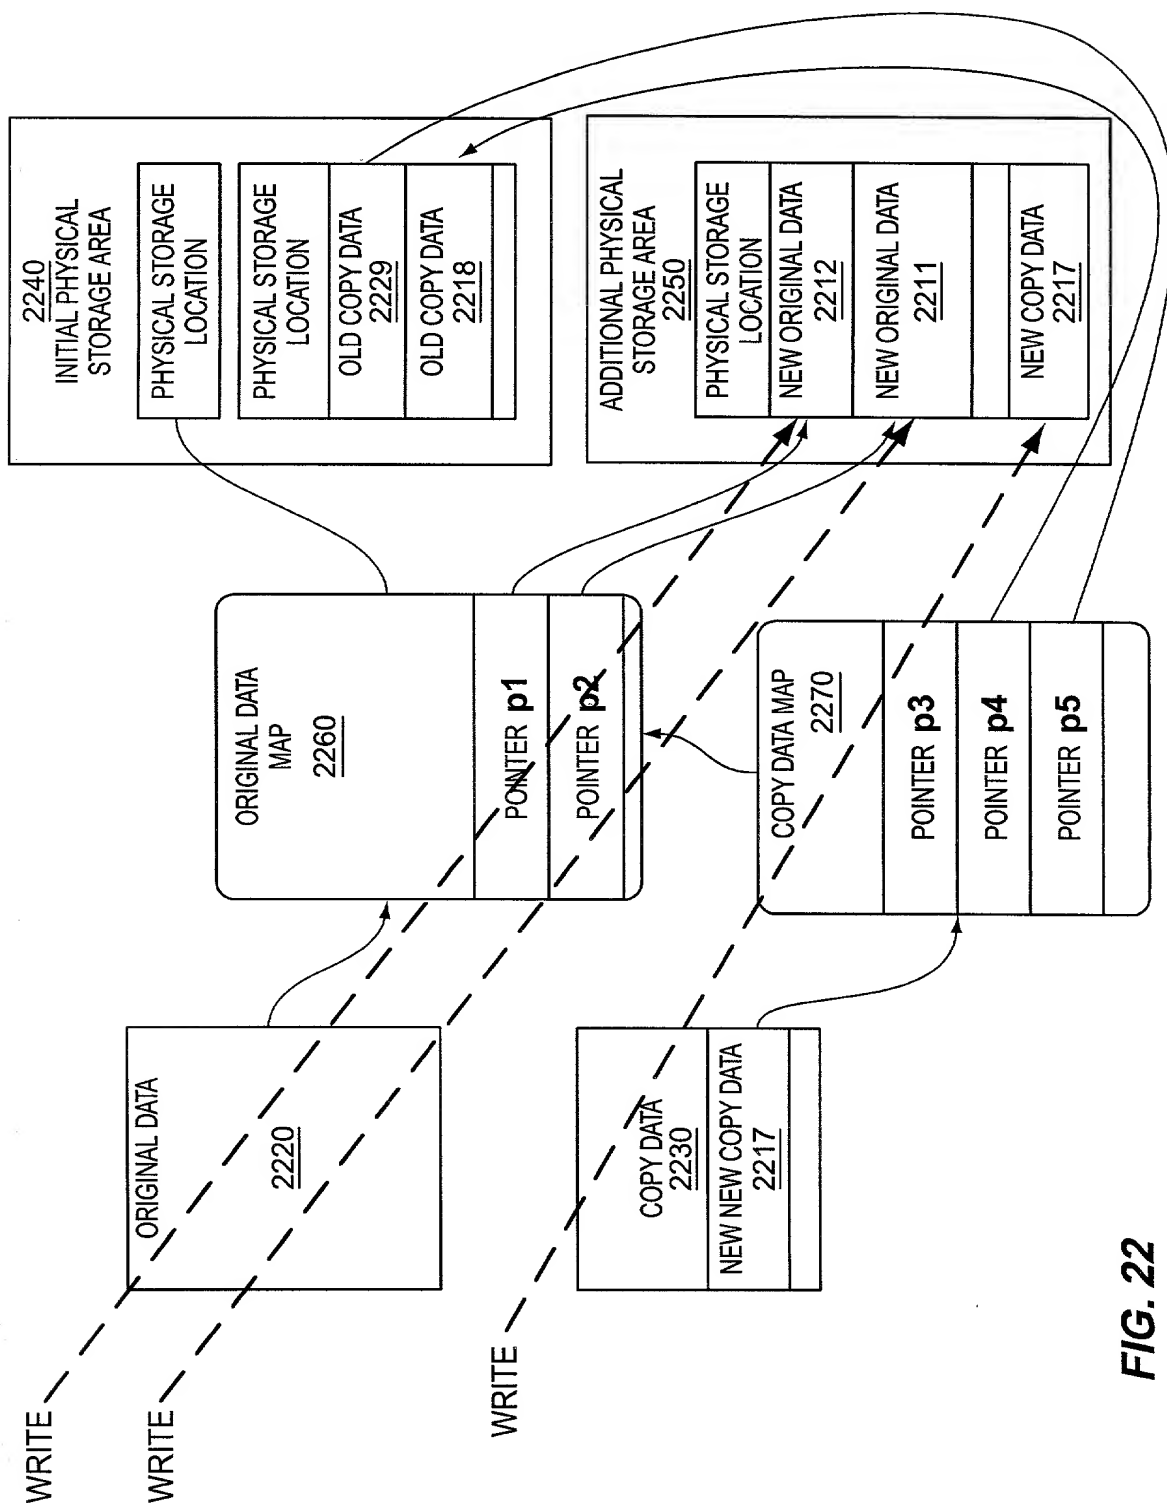 WRITE
WRITE
WRITE
ORIGINAL DATA
2220
COPY DATA
2230
NEW NEW COPY DATA
2217
ORIGINAL DATA
MAP
2260
POINTER p1
POINTER p2
COPY DATA MAP
2270
POINTER p3
POINTER p4
POINTER p5
2240
INITIAL PHYSICAL
STORAGE AREA
PHYSICAL STORAGE
LOCATION
PHYSICAL STORAGE
LOCATION
OLD COPY DATA
2229
OLD COPY DATA
2218
ADDITIONAL PHYSICAL
STORAGE AREA
2250
PHYSICAL STORAGE
LOCATION
NEW ORIGINAL DATA
2212
NEW ORIGINAL DATA
2211
NEW COPY DATA
2217
FIG. 22